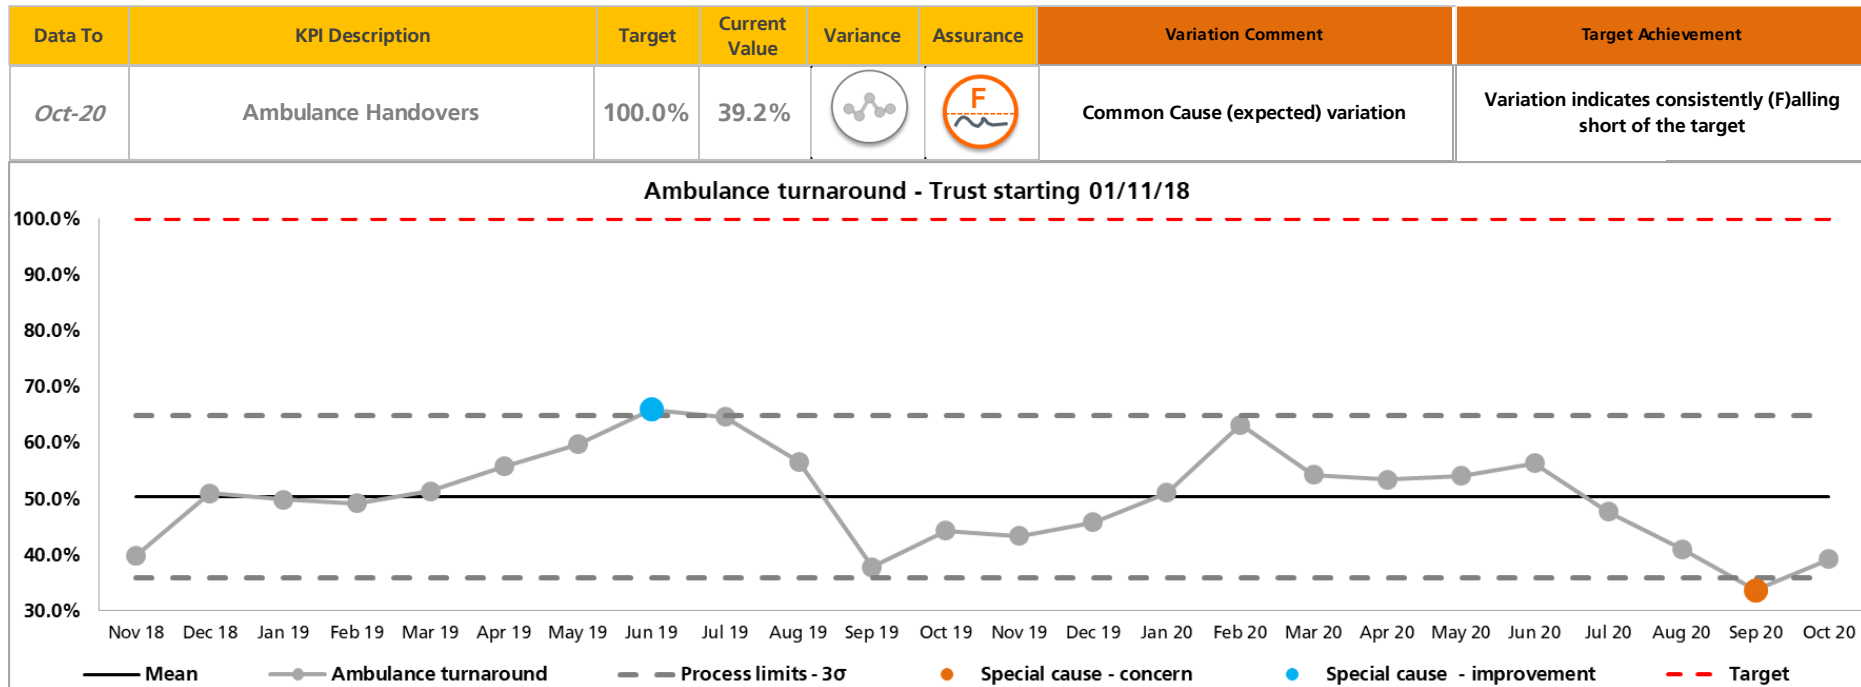 Data To KPI Description Target Current Value Variance Assurance Variation Comment Target Achievement
Oct-20 Ambulance Handovers 100.0% 39.2% F Common Cause (expected) variation Variation indicates consistently (F)alling short of the target
Ambulance turnaround - Trust starting 01/11/18
100.0%
90.0%
80.0%
70.0%
60.0%
50.0%
40.0%
30.0%
Nov 18 Dec 18 Jan 19 Feb 19 Mar 19 Apr 19 May 19 Jun 19 Jul 19 Aug 19 Sep 19 Oct 19 Nov 19 Dec 19 Jan 20 Feb 20 Mar 20 Apr 20 May 20 Jun 20 Jul 20 Aug 20 Sep 20 Oct 20
Mean Ambulance turnaround Process limits - 3σ Special cause - concern Special cause - improvement Target